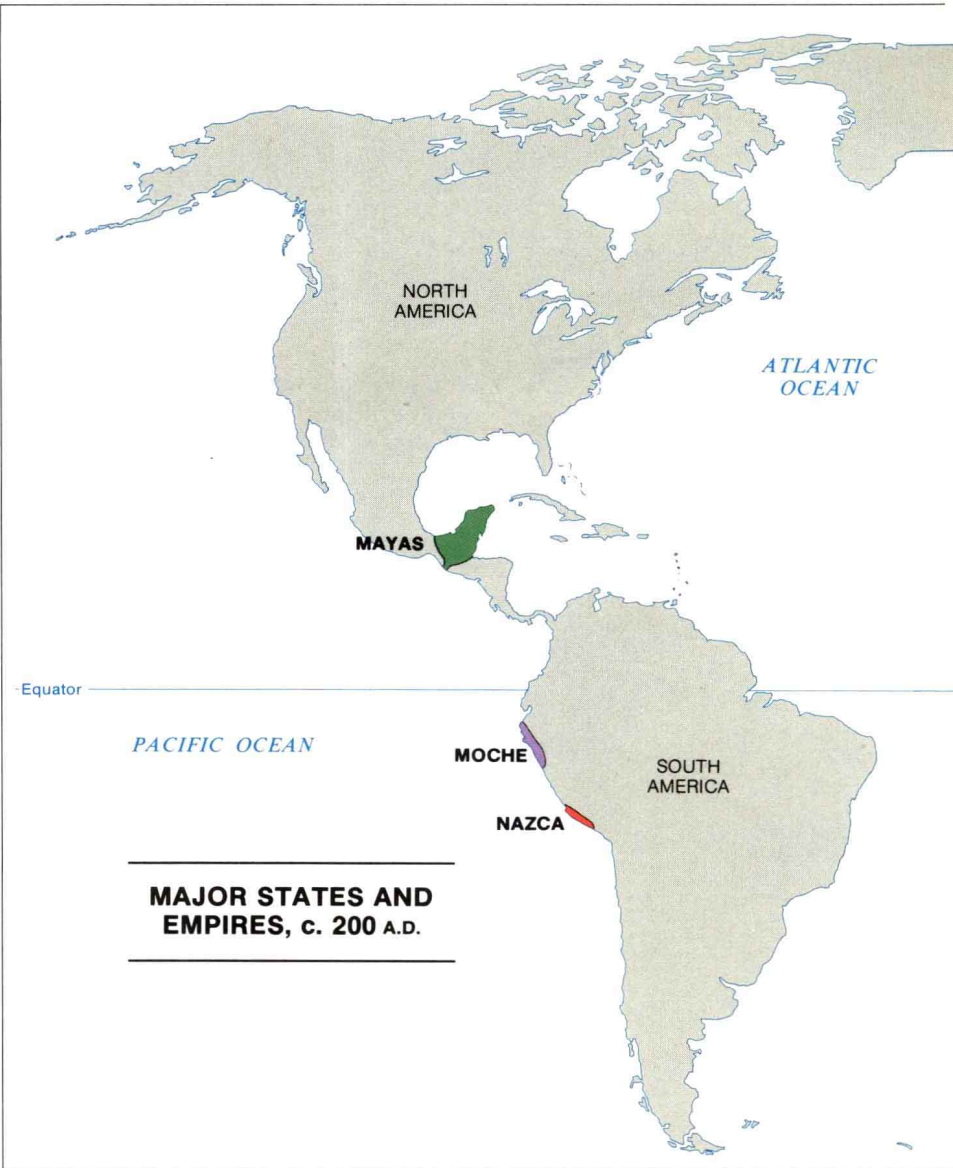 NORTH
AMERICA
ATLANTIC
OCEAN
MAYAS
Equator
PACIFIC OCEAN
MOCHE
SOUTH
AMERICA
NAZCA
MAJOR STATES AND
EMPIRES, C. 200 A.D.